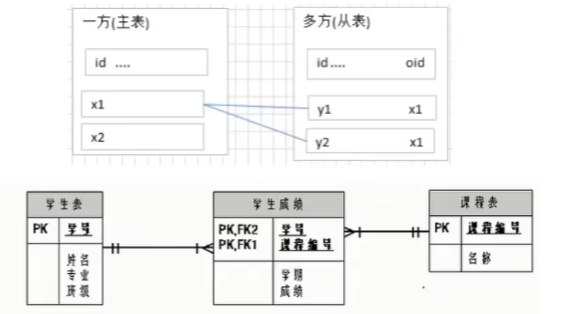 一方(主表)
多方(从表)
id ....
id.... oid
x1
y1 x1
x2
y2 x1
学生表
学生成绩
课程表
PK 学号
PK,FK2 学号
PK,FK1 课程编号
PK 课程编号
姓名
专业
班级
学期
成绩
名称